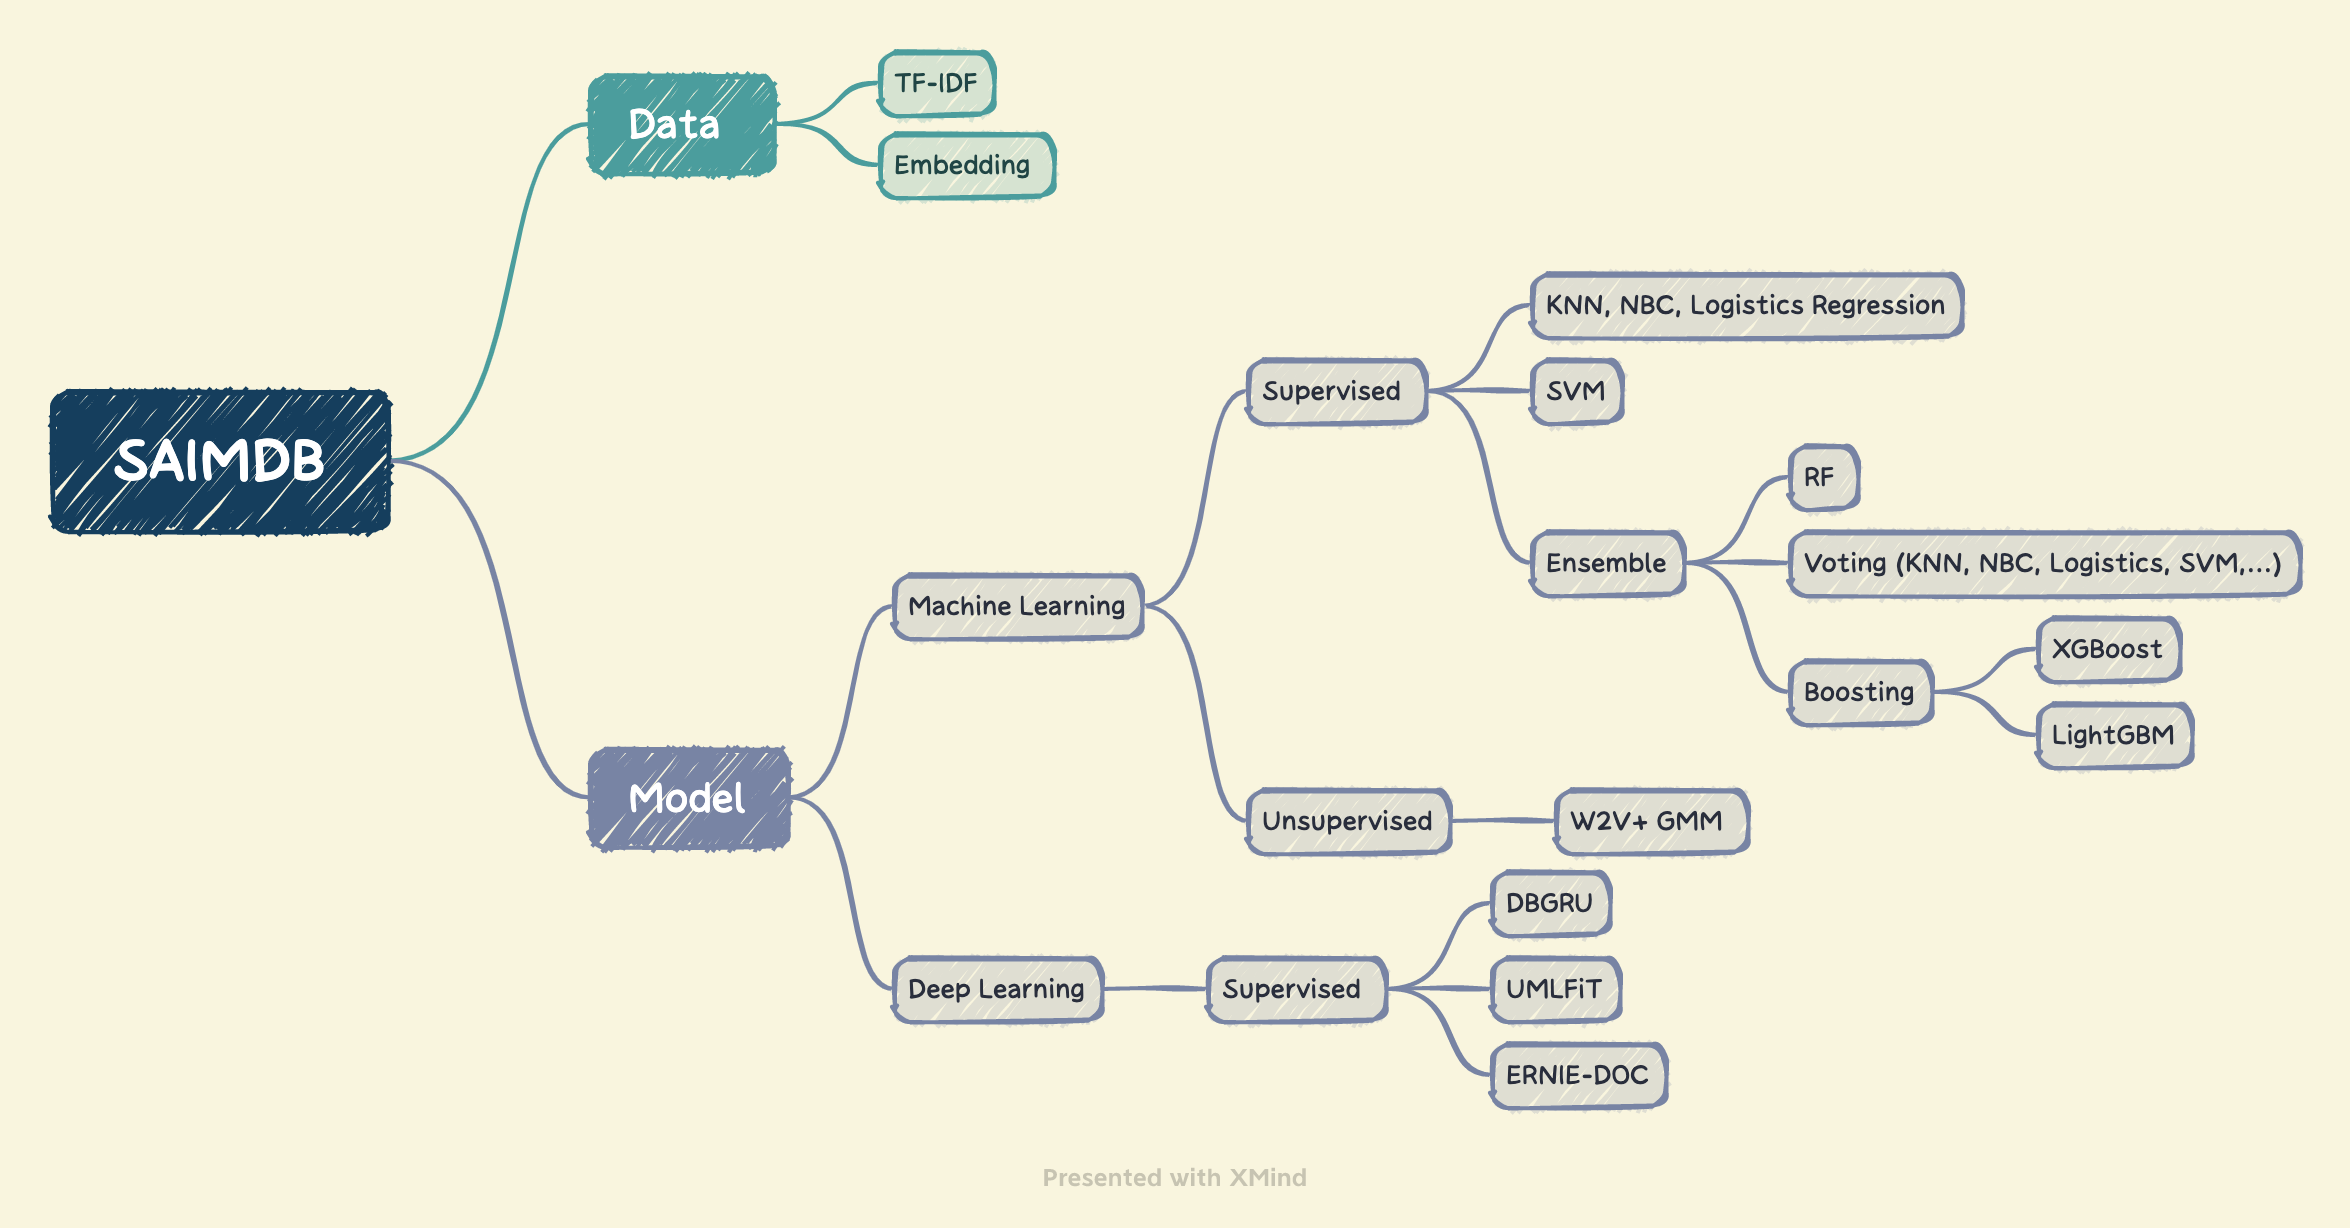 TF-IDF
Data
Embedding
KNN, NBC, Logistics Regression
Supervised
SVM
SAIMDB
RF
Ensemble
Voting (KNN, NBC, Logistics, SVM,...)
Machine Learning
XGBoost
Boosting
LightGBM
Model
Unsupervised
W2V+ GMM
DBGRU
Deep Learning
Supervised
UMLFiT
ERNIE-DOC
Presented with XMind